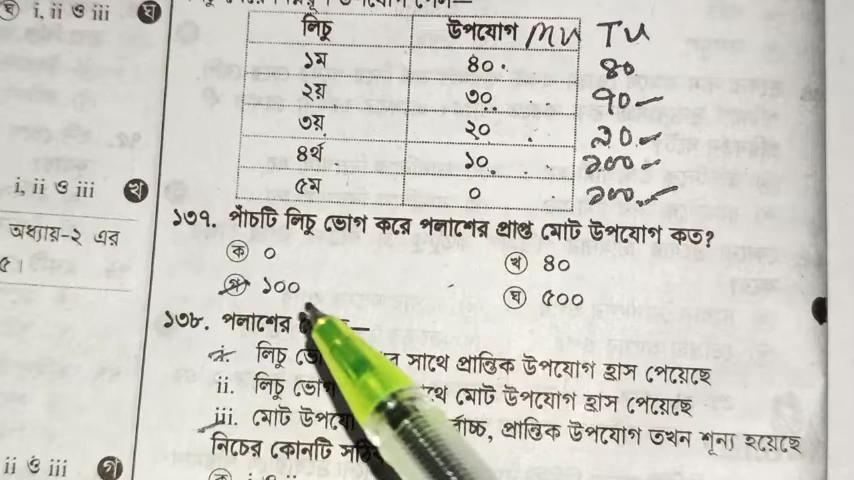 ঘ i, ii ও iii ঘ
লিচু উপযোগ MU TU
১ম ৪০ ৪০
২য় ৩০ ৭০
৩য় ২০ ৯০
৪র্থ ১০ ১০০
৫ম ০ ১০০
i, ii ও iii খ
অধ্যায়-২ এর
৫।
১৩৭. পাঁচটি লিচু ভোগ করে পলাশের প্রাপ্ত মোট উপযোগ কত?
ক ০ খ ৪০
গ ১০০ ঘ ৫০০
১৩৮. পলাশের
i. লিচু সাথে প্রান্তিক উপযোগ হ্রাস পেয়েছে
ii. লিচু মোট উপযোগ হ্রাস পেয়েছে
iii. মোট প্রান্তিক উপযোগ তখন শূন্য হয়েছে
নিচের কোনটি
ii ও iii গ